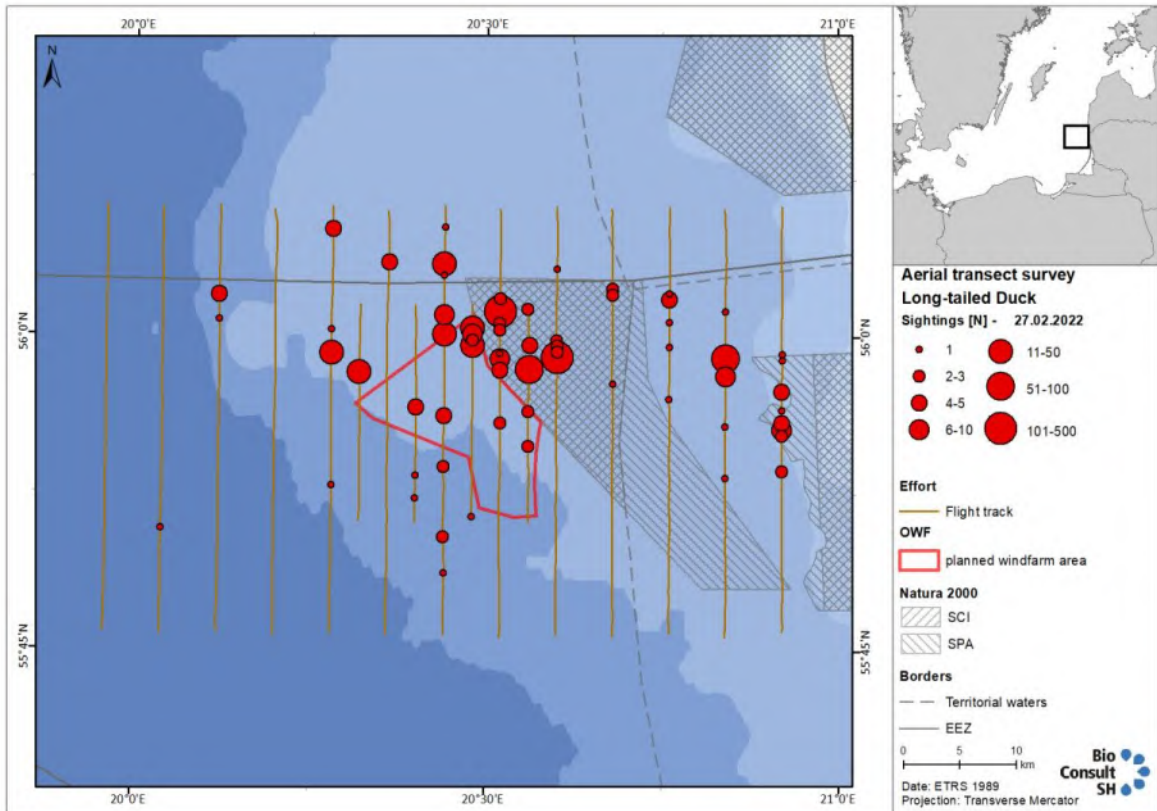 20°0'E
20°30'E
21°0'E
N
56°0'N
56°0'N
55°45'N
55°45'N
20°0'E
20°30'E
21°0'E
Aerial transect survey
Long-tailed Duck
Sightings [N] - 27.02.2022
1
11-50
2-3
51-100
4-5
101-500
6-10
Effort
Flight track
OWF
planned windfarm area
Natura 2000
SCI
SPA
Borders
Territorial waters
EEZ
0 5 10
km
Bio
Consult
SH
Date: ETRS 1989
Projection: Transverse Mercator